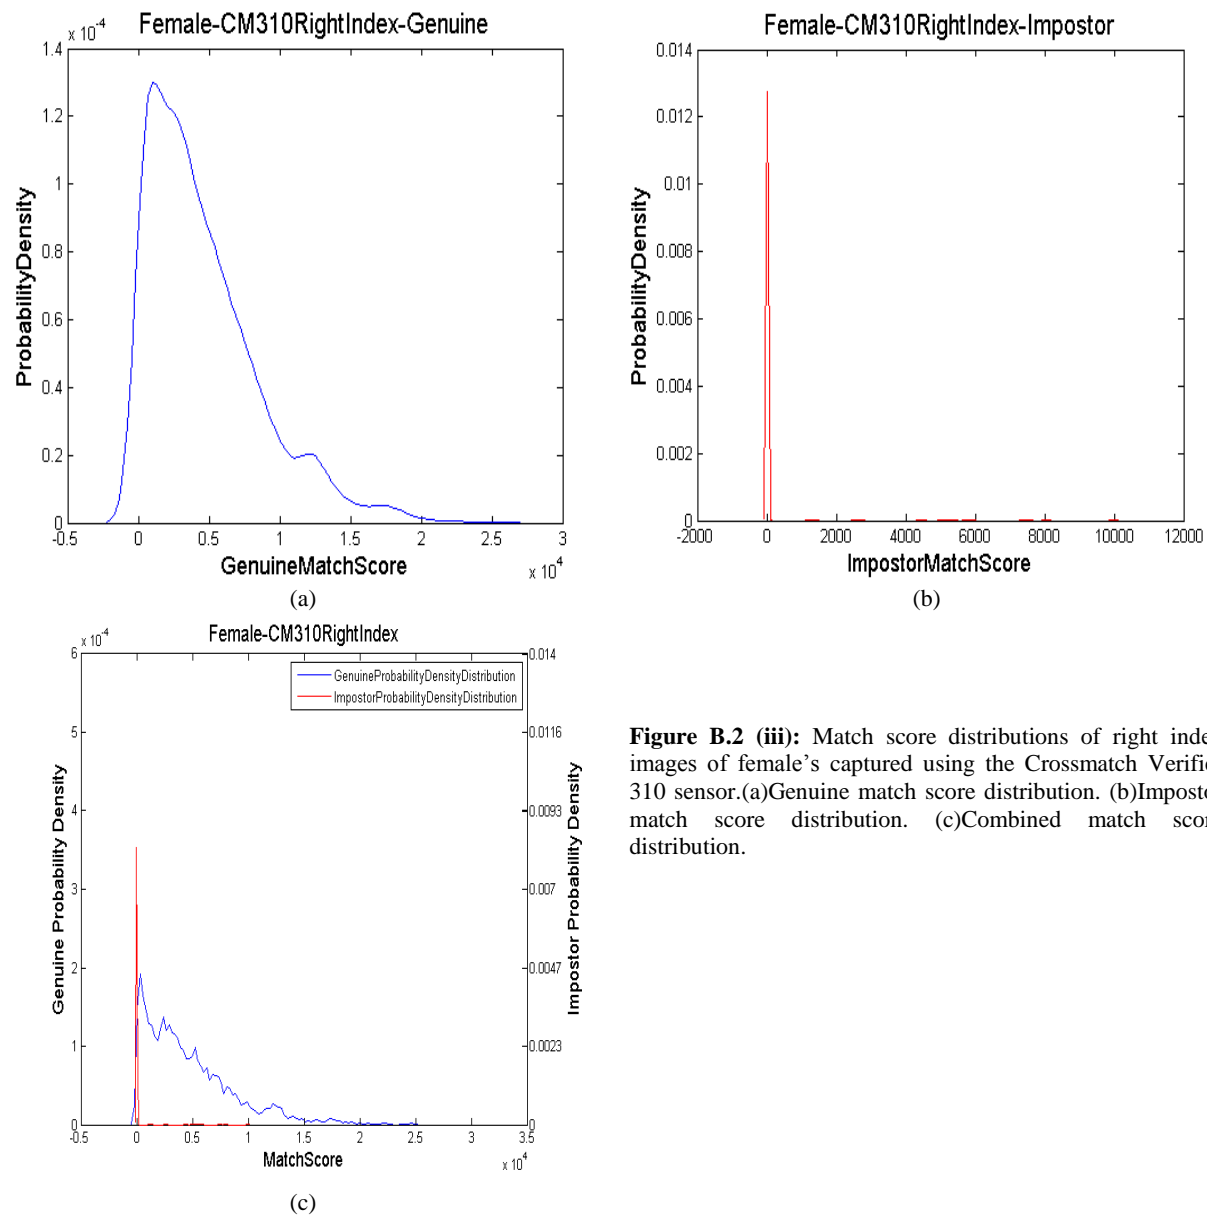 Female-CM310RightIndex-Genuine
x 10^-4
1.4
1.2
1
0.8
0.6
0.4
0.2
0
-0.5 0 0.5 1 1.5 2 2.5 3
x 10^4
ProbabilityDensity
GenuineMatchScore
(a)
Female-CM310RightIndex-Impostor
0.014
0.012
0.01
0.008
0.006
0.004
0.002
0
-2000 0 2000 4000 6000 8000 10000 12000
ProbabilityDensity
ImpostorMatchScore
(b)
Female-CM310RightIndex
x 10^-4
6
5
4
3
2
1
0
0.014
0.0116
0.0093
0.007
0.0047
0.0023
0
-0.5 0 0.5 1 1.5 2 2.5 3 3.5
x 10^4
GenuineProbabilityDensityDistribution
ImpostorProbabilityDensityDistribution
Genuine Probability Density
Impostor Probability Density
MatchScore
(c)
Figure B.2 (iii): Match score distributions of right inde
images of female's captured using the Crossmatch Verifi
310 sensor.(a)Genuine match score distribution. (b)Imposto
match score distribution. (c)Combined match scor
distribution.